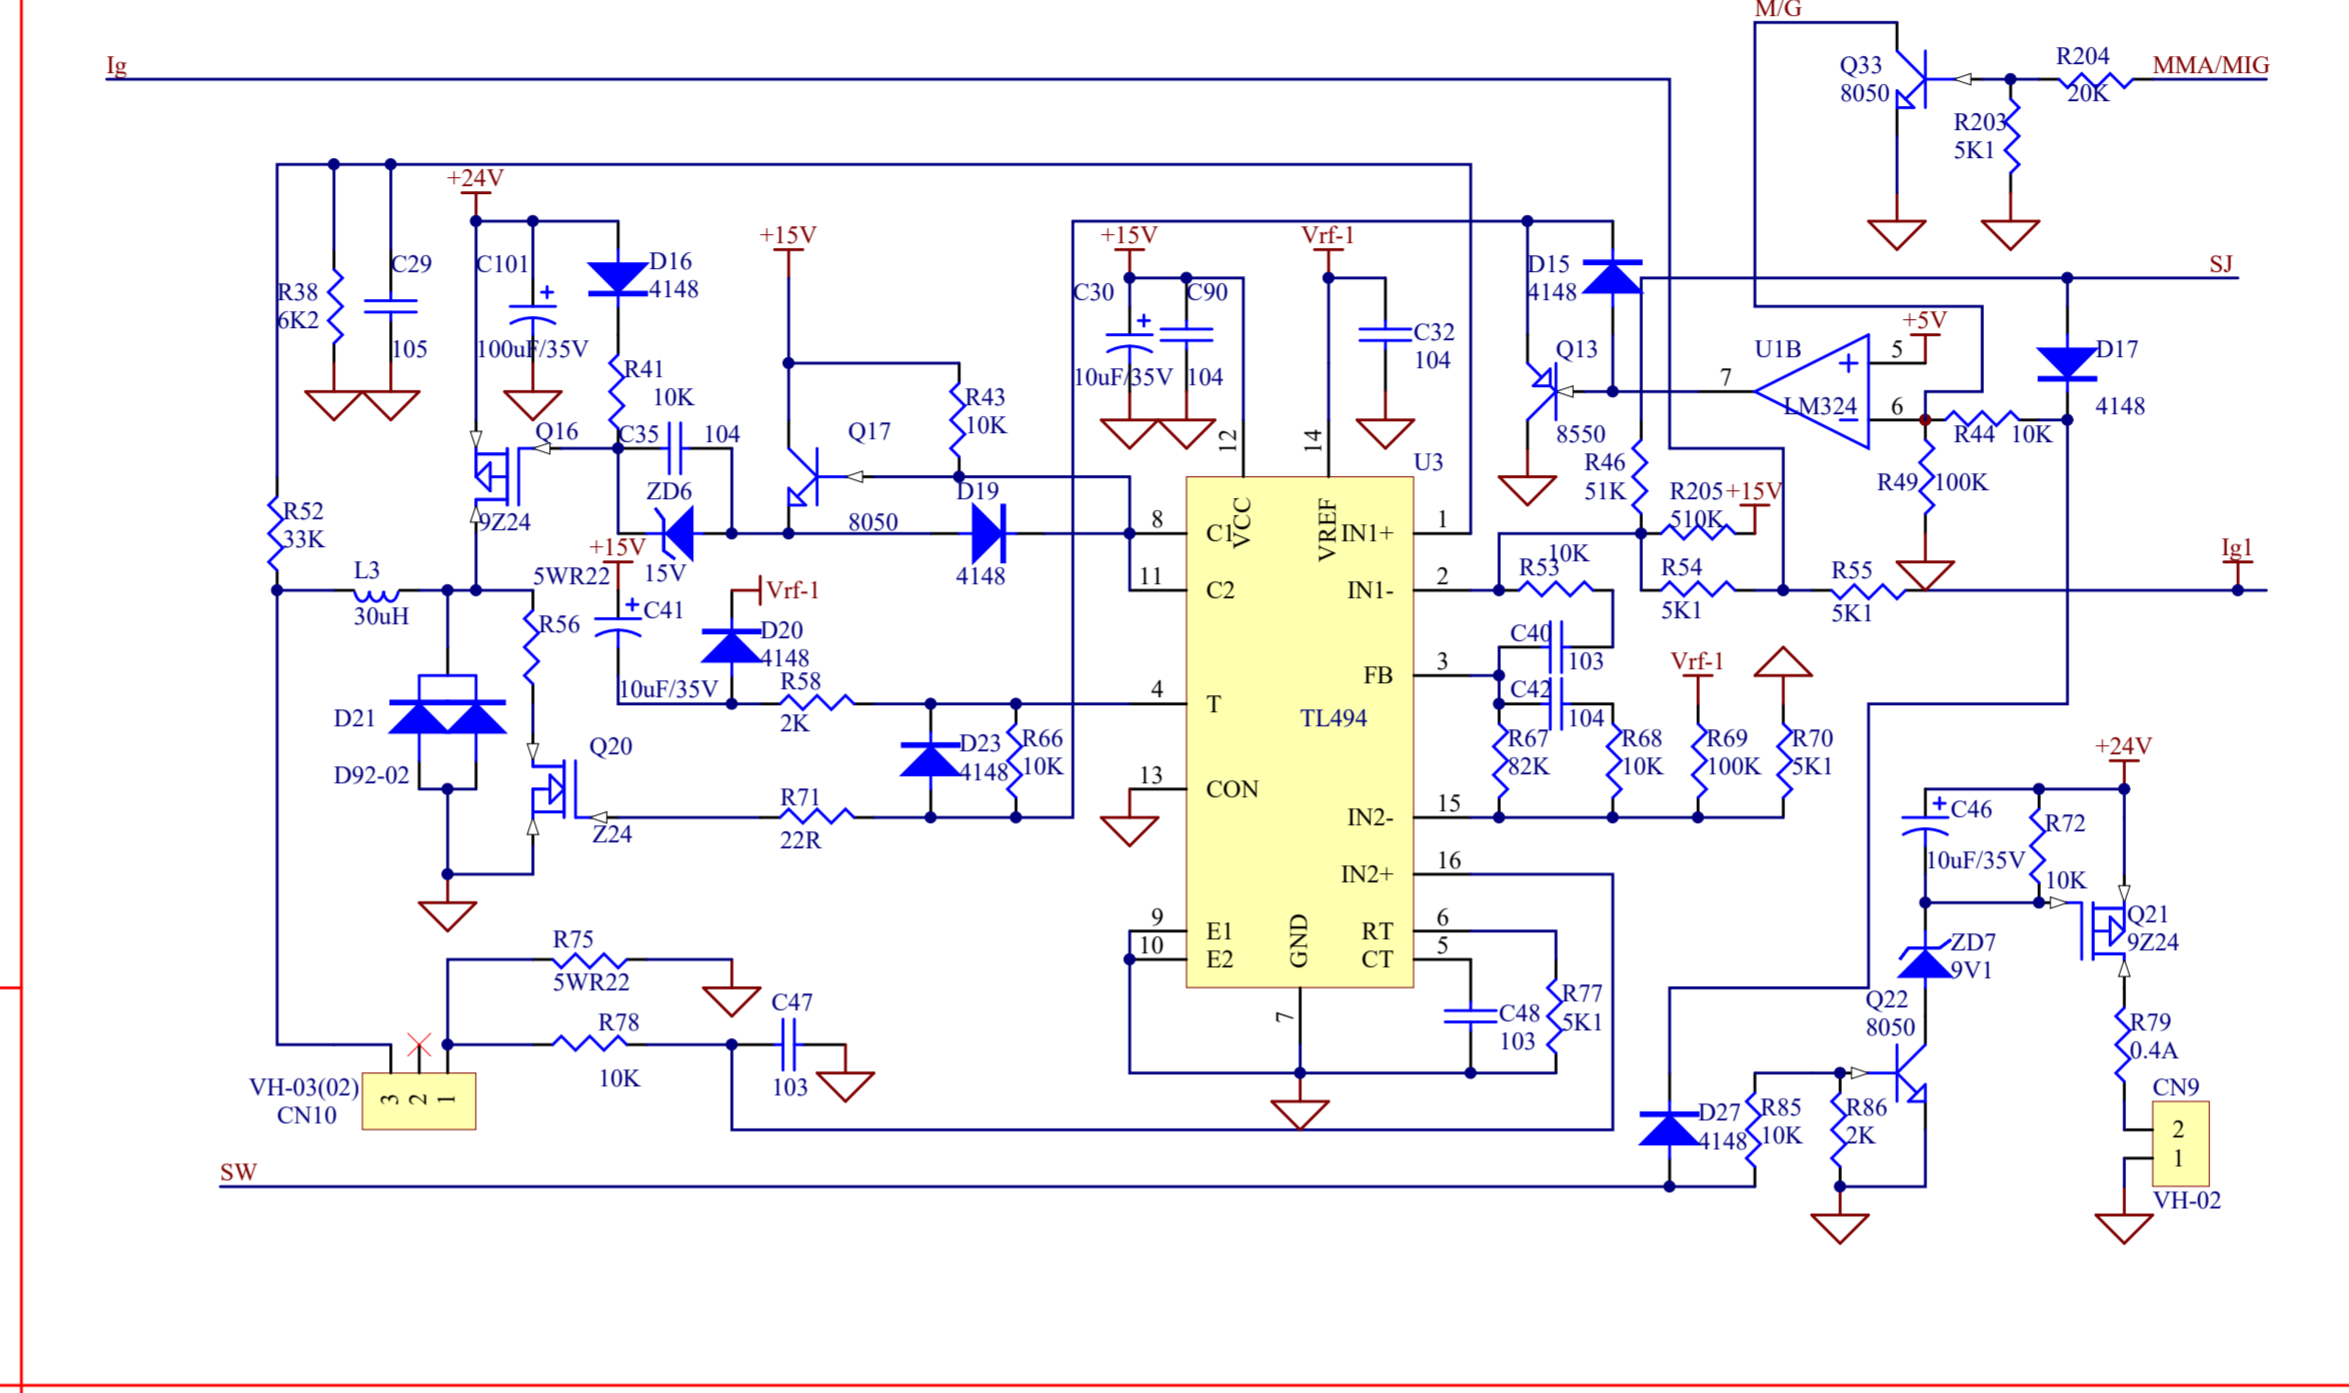 M/G
Ig
Q33
8050
R204
20K
MMA/MIG
R203
5K1
+24V
R38
6K2
C29
105
C101
+
100uF/35V
D16
4148
R41
10K
+15V
+15V
Vrf-1
C30
+
10uF/35V
C90
104
C32
104
D15
4148
SJ
Q13
8550
U1B
LM324
+5V
5
6
7
D17
4148
R44
10K
R49
100K
Q16
9Z24
C35
104
ZD6
15V
Q17
8050
R43
10K
D19
4148
R46
51K
R205
510K
+15V
Ig1
R52
33K
L3
30uH
5WR22
R56
+15V
+
C41
10uF/35V
Vrf-1
D20
4148
R58
2K
D21
D92-02
Q20
Z24
R71
22R
D23
4148
R66
10K
U3
TL494
12
VCC
14
VREF
8
C1
11
C2
4
T
13
CON
9
E1
10
E2
GND
7
IN1+
1
IN1-
2
FB
3
IN2-
15
IN2+
16
RT
6
CT
5
R53
10K
R54
5K1
R55
5K1
C40
103
C42
104
R67
82K
R68
10K
Vrf-1
R69
100K
R70
5K1
+24V
+
C46
10uF/35V
R72
10K
Q21
9Z24
ZD7
9V1
Q22
8050
R79
0.4A
CN9
2
1
VH-02
R75
5WR22
R78
10K
C47
103
VH-03(02)
CN10
3
2
1
C48
103
R77
5K1
D27
4148
R85
10K
R86
2K
SW